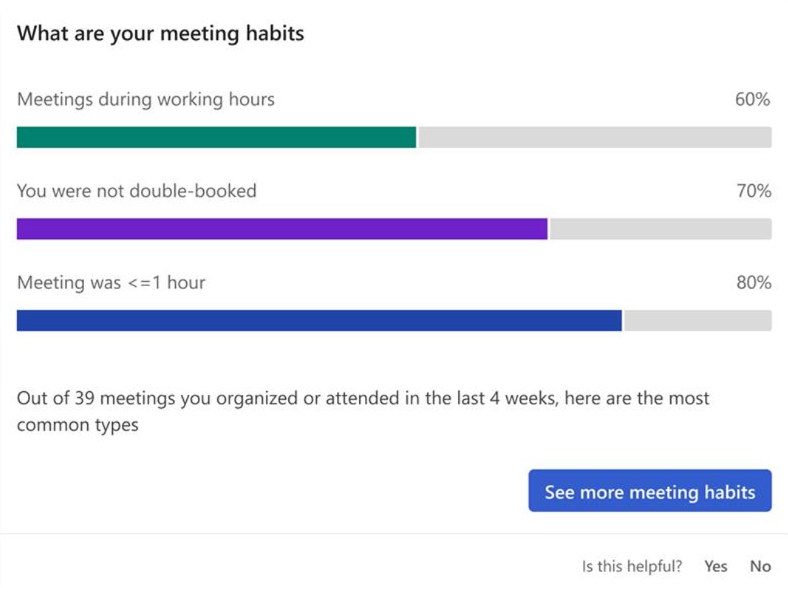 What are your meeting habits
Meetings during working hours 60%
You were not double-booked 70%
Meeting was <=1 hour 80%
Out of 39 meetings you organized or attended in the last 4 weeks, here are the most
common types
See more meeting habits
Is this helpful? Yes No